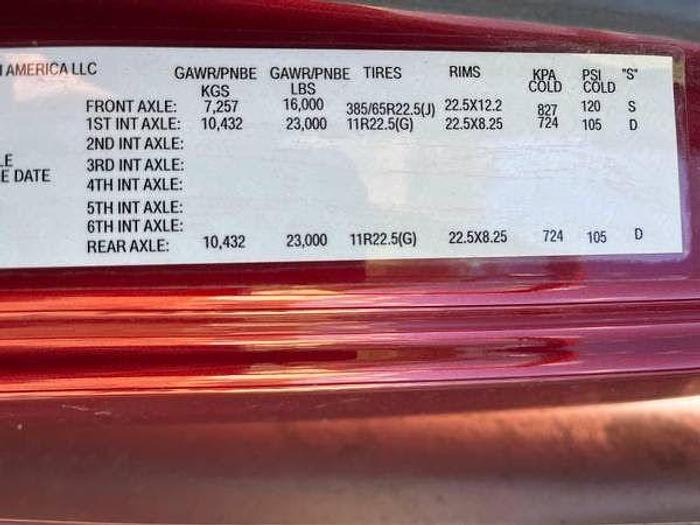 AMERICA LLC GAWR/PNBE GAWR/PNBE TIRES RIMS KPA PSI "S"
KGS LBS COLD COLD
FRONT AXLE: 7,257 16,000 385/65R22.5(J) 22.5X12.2 827 120 S
1ST INT AXLE: 10,432 23,000 11R22.5(G) 22.5X8.25 724 105 D
2ND INT AXLE:
LE 3RD INT AXLE:
E DATE 4TH INT AXLE:
5TH INT AXLE:
6TH INT AXLE:
REAR AXLE: 10,432 23,000 11R22.5(G) 22.5X8.25 724 105 D